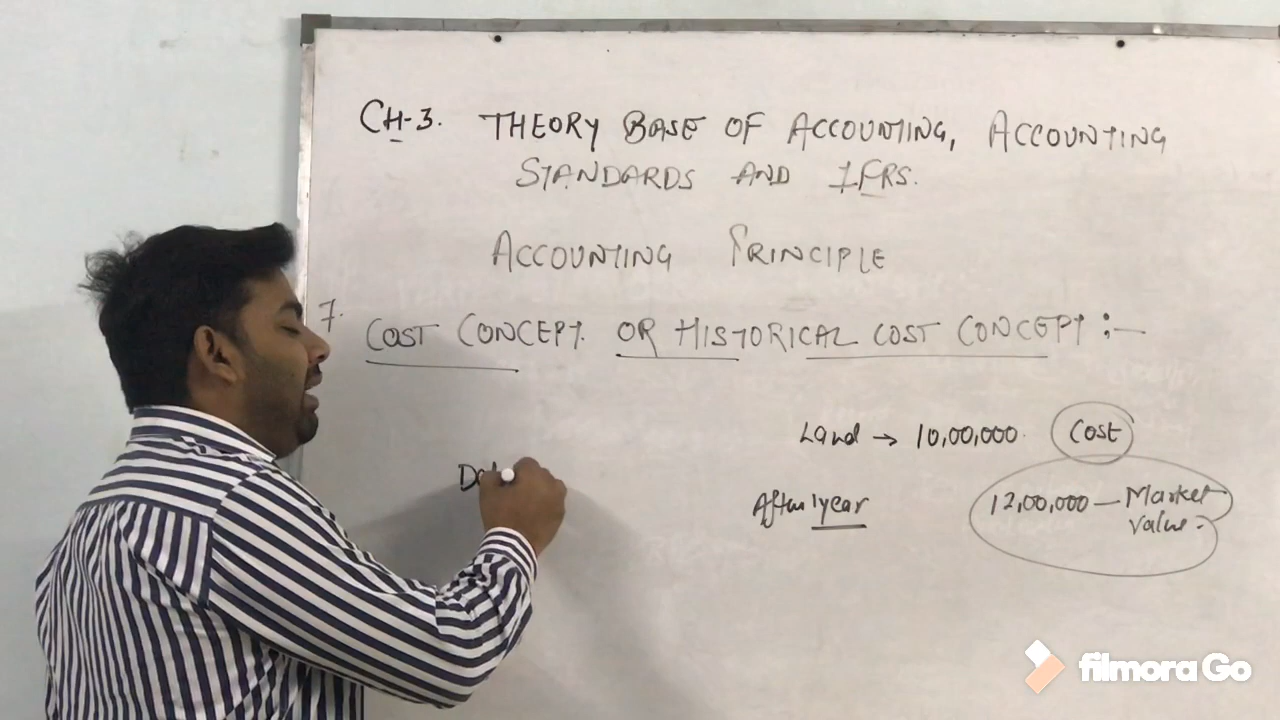 CH-3. THEORY BASE OF ACCOUNTING, ACCOUNTING
STANDARDS AND IFRS.
ACCOUNTING PRINCIPLE
7. COST CONCEPT. OR HISTORICAL COST CONCEPT :-
Land → 10,00,000. Cost
After 1 year 12,00,000 — Market
value.
filmora Go